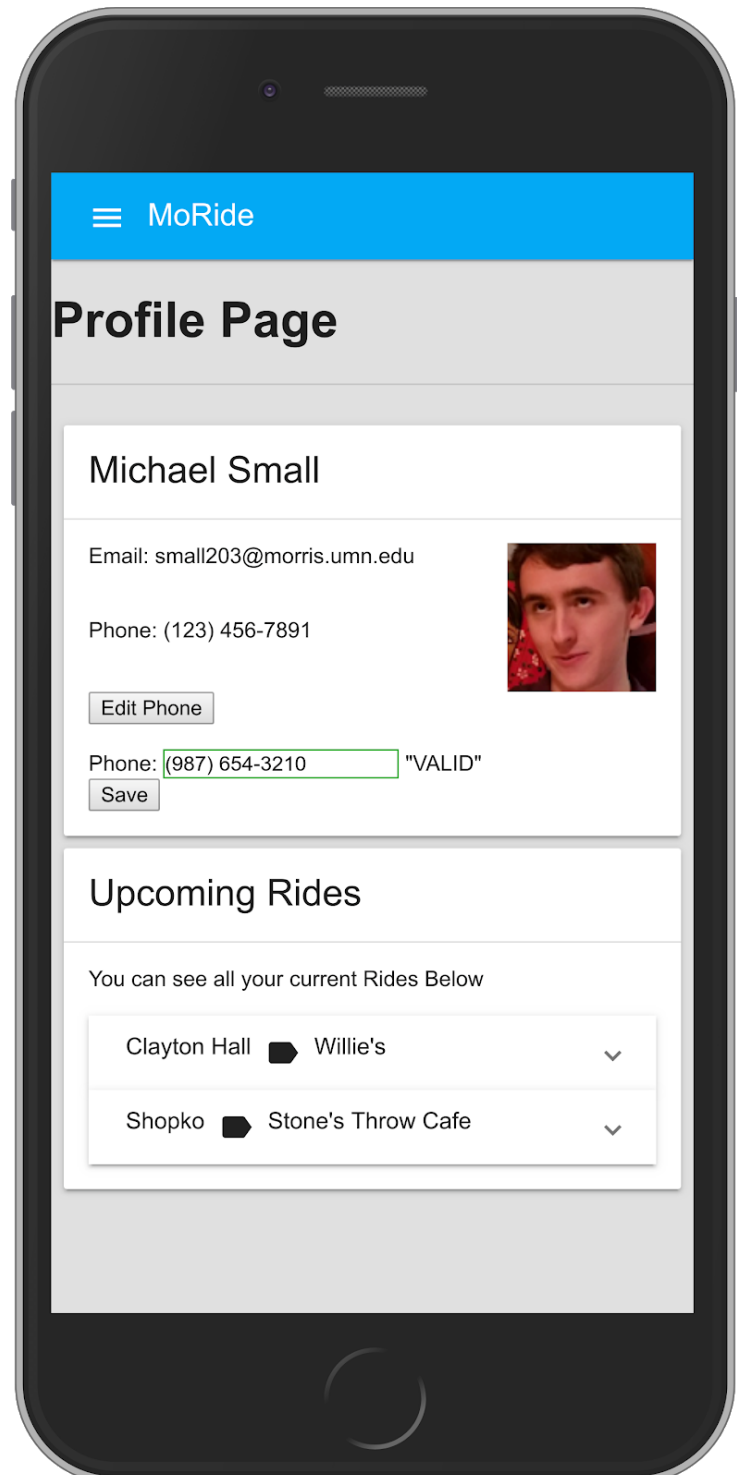 MoRide
Profile Page
Michael Small
Email: small203@morris.umn.edu
Phone: (123) 456-7891
Edit Phone
Phone: (987) 654-3210 "VALID"
Save
Upcoming Rides
You can see all your current Rides Below
Clayton Hall Willie's
Shopko Stone's Throw Cafe